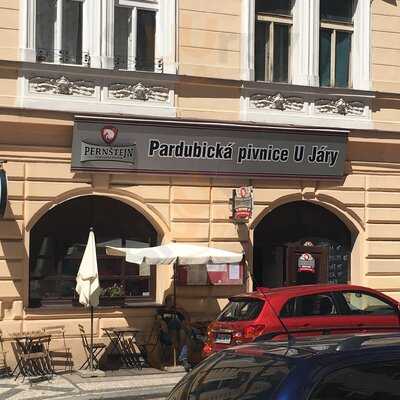 PERNŠTEJN
Pardubická pivnice U Járy